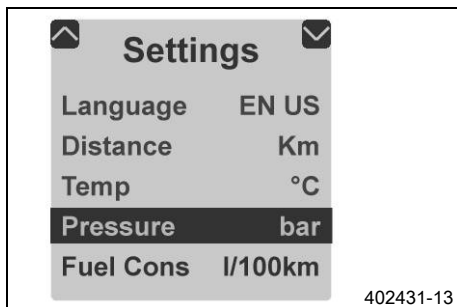 Settings
Language EN US
Distance Km
Temp °C
Pressure bar
Fuel Cons l/100km
402431-13